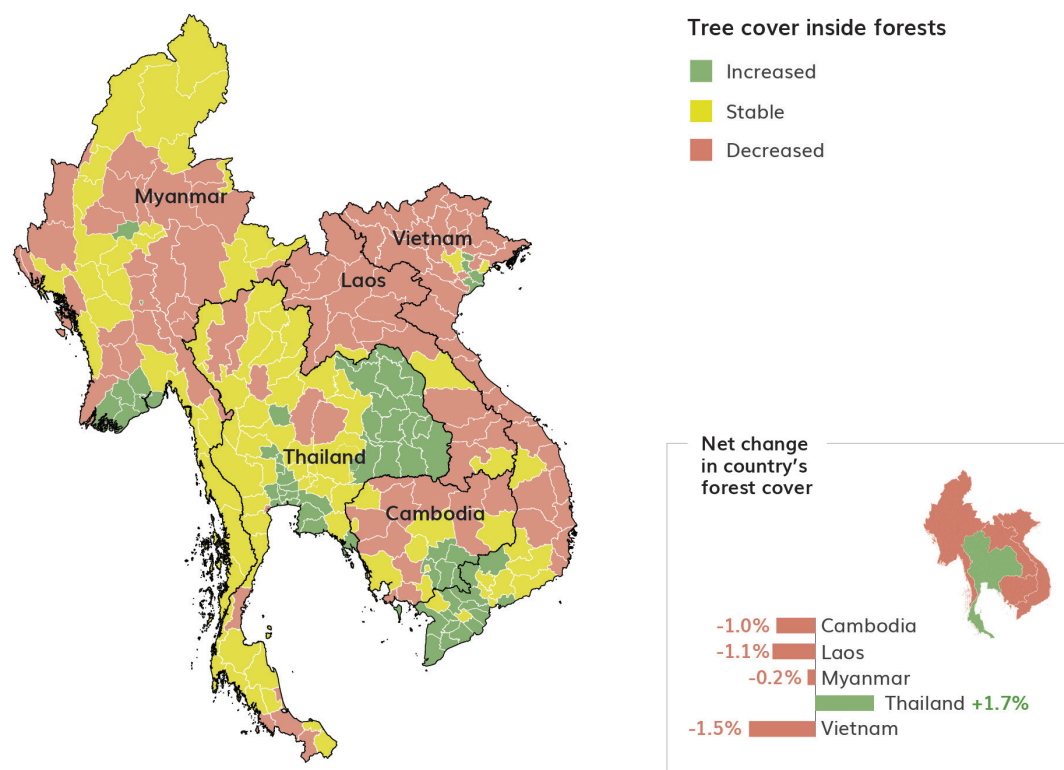 Tree cover inside forests
Increased
Stable
Decreased
Myanmar
Vietnam
Laos
Thailand
Cambodia
Net change
in country's
forest cover
-1.0% Cambodia
-1.1% Laos
-0.2% Myanmar
Thailand +1.7%
-1.5% Vietnam